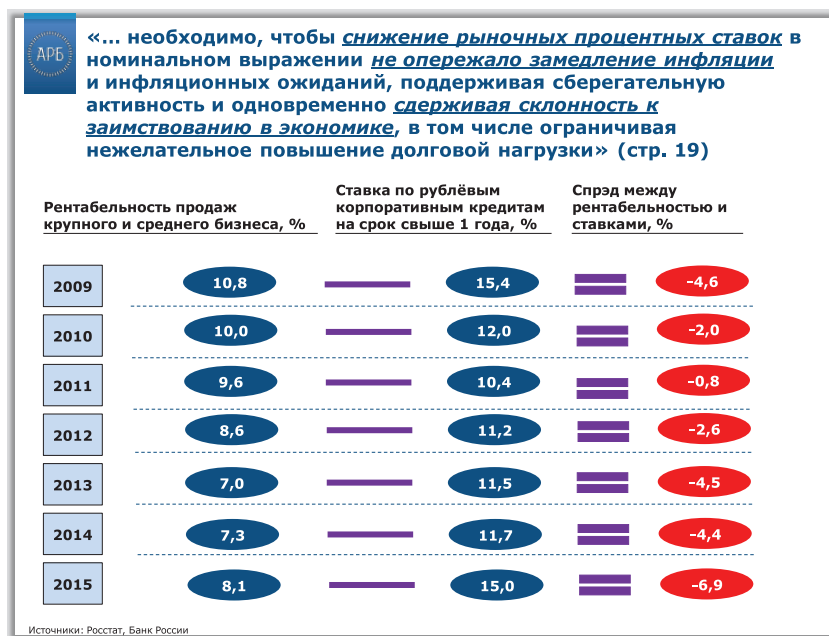 АРБ
«… необходимо, чтобы снижение рыночных процентных ставок в
номинальном выражении не опережало замедление инфляции
и инфляционных ожиданий, поддерживая сберегательную
активность и одновременно сдерживая склонность к
заимствованию в экономике, в том числе ограничивая
нежелательное повышение долговой нагрузки» (стр. 19)
Рентабельность продаж
крупного и среднего бизнеса, %
Ставка по рублёвым
корпоративным кредитам
на срок свыше 1 года, %
Спрэд между
рентабельностью и
ставками, %
2009 10,8 15,4 -4,6
2010 10,0 12,0 -2,0
2011 9,6 10,4 -0,8
2012 8,6 11,2 -2,6
2013 7,0 11,5 -4,5
2014 7,3 11,7 -4,4
2015 8,1 15,0 -6,9
Источники: Росстат, Банк России